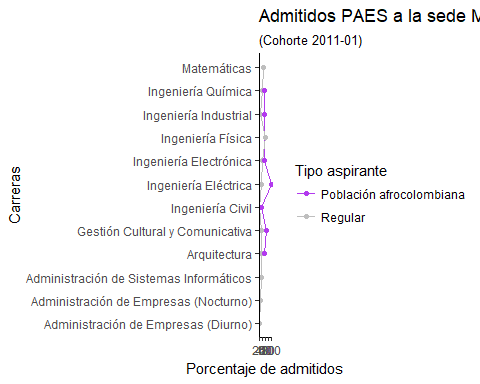 Admitidos PAES a la sede M
(Cohorte 2011-01)
Matemáticas
Ingeniería Química
Ingeniería Industrial
Ingeniería Física
Ingeniería Electrónica
Ingeniería Eléctrica
Ingeniería Civil
Gestión Cultural y Comunicativa
Arquitectura
Administración de Sistemas Informáticos
Administración de Empresas (Nocturno)
Administración de Empresas (Diurno)
Carreras
Porcentaje de admitidos
Tipo aspirante
Población afrocolombiana
Regular